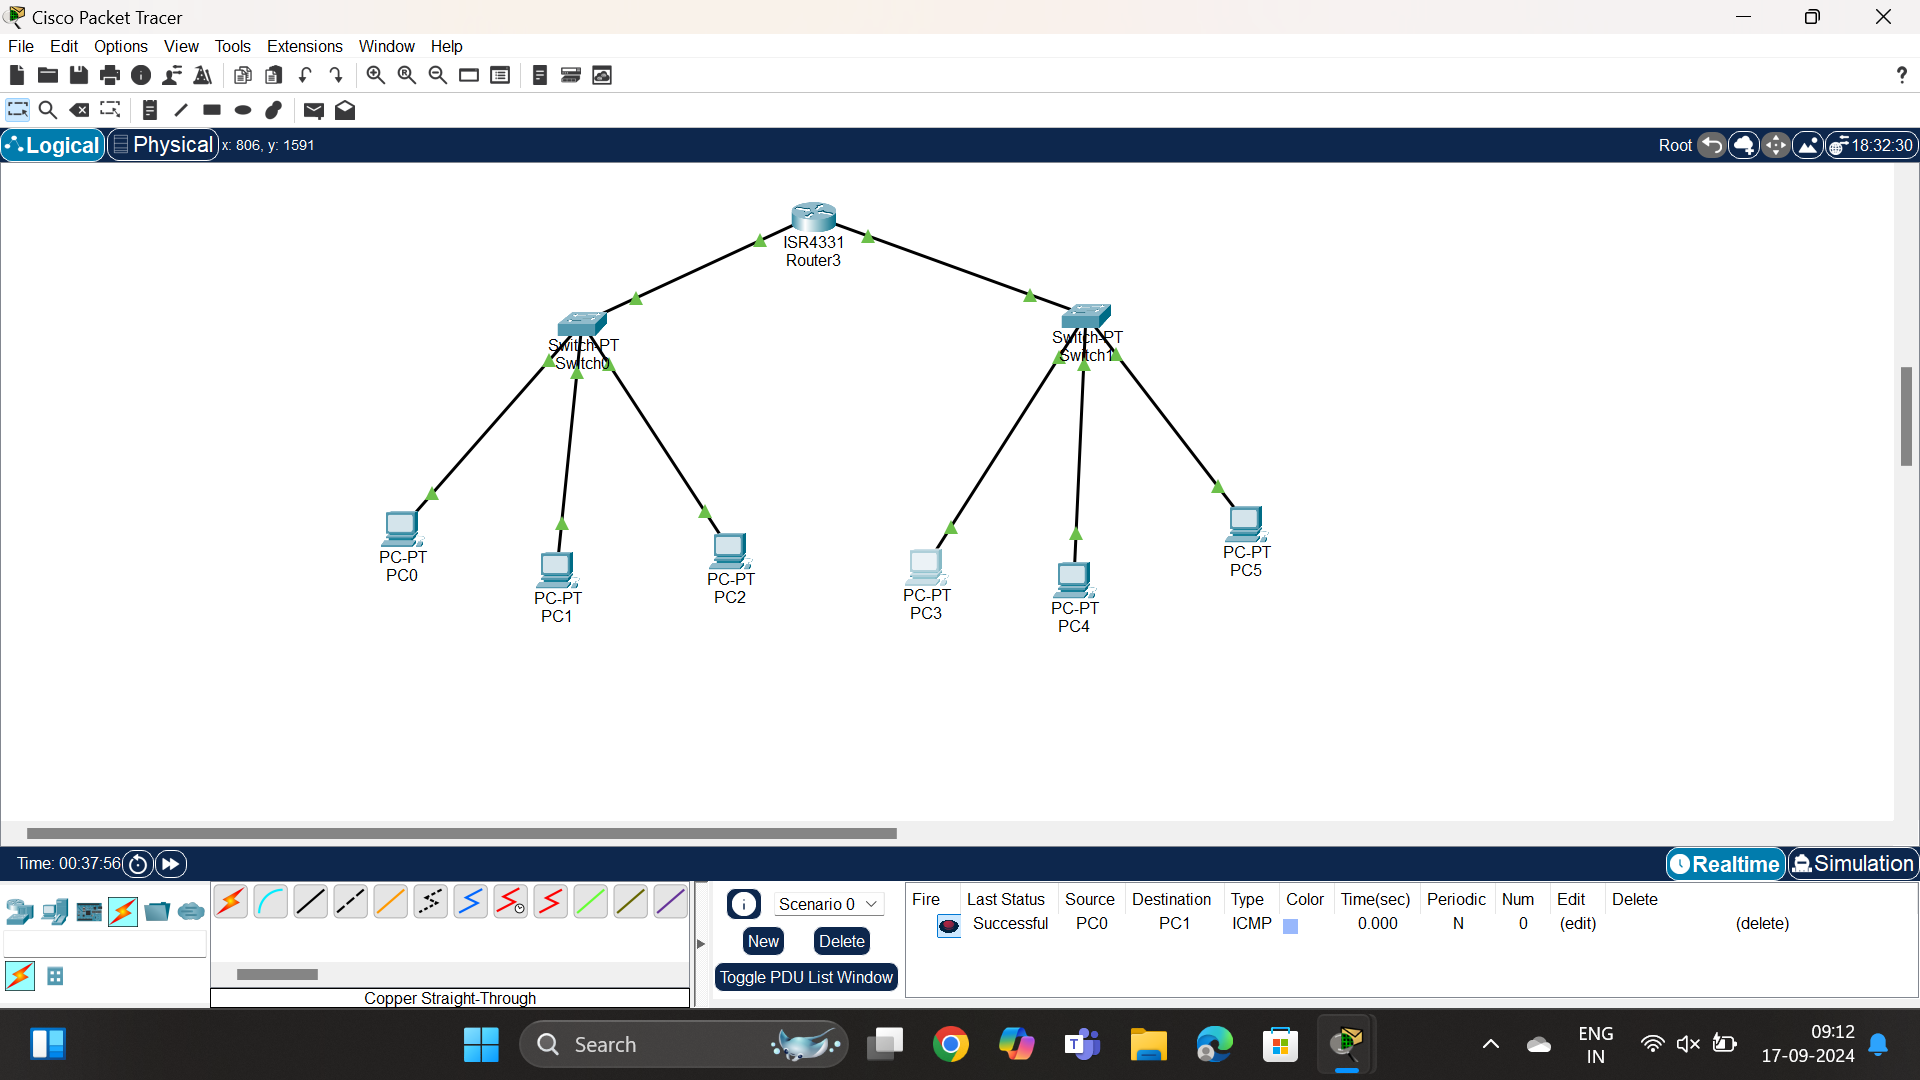 Cisco Packet Tracer
File Edit Options View Tools Extensions Window Help
?
Logical Physical x: 806, y: 1591 Root 18:32:30
ISR4331
Router3
Switch-PT
Switch0
Switch-PT
Switch1
PC-PT
PC0
PC-PT
PC1
PC-PT
PC2
PC-PT
PC3
PC-PT
PC4
PC-PT
PC5
Time: 00:37:56 Realtime Simulation
Scenario 0
New Delete
Toggle PDU List Window
Fire Last Status Source Destination Type Color Time(sec) Periodic Num Edit Delete
Successful PC0 PC1 ICMP 0.000 N 0 (edit) (delete)
Copper Straight-Through
Search
ENG
IN
09:12
17-09-2024